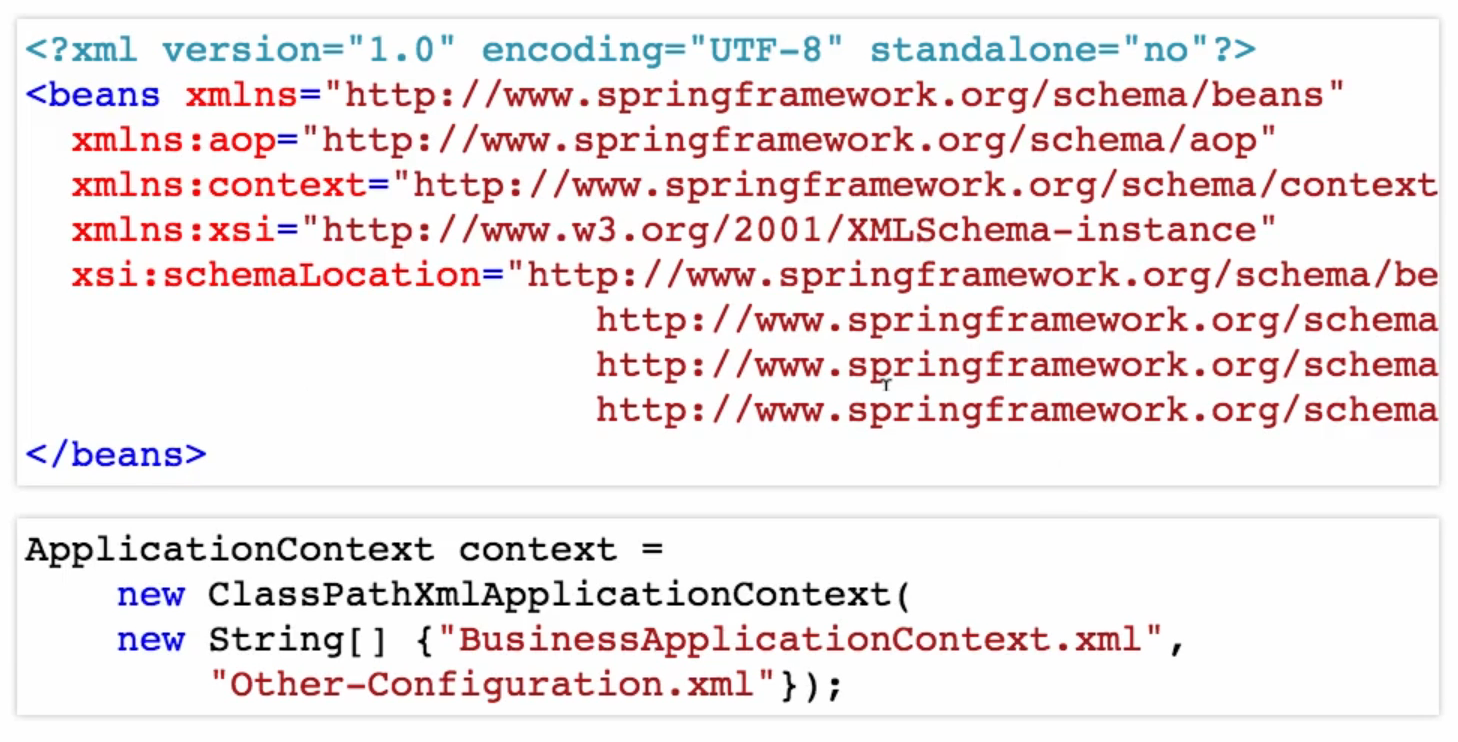 <?xml version="1.0" encoding="UTF-8" standalone="no"?>
<beans xmlns="http://www.springframework.org/schema/beans"
xmlns:aop="http://www.springframework.org/schema/aop"
xmlns:context="http://www.springframework.org/schema/context
xmlns:xsi="http://www.w3.org/2001/XMLSchema-instance"
xsi:schemaLocation="http://www.springframework.org/schema/be
http://www.springframework.org/schema
http://www.springframework.org/schema
http://www.springframework.org/schema
</beans>
ApplicationContext context =
new ClassPathXmlApplicationContext(
new String[] {"BusinessApplicationContext.xml",
"Other-Configuration.xml"});